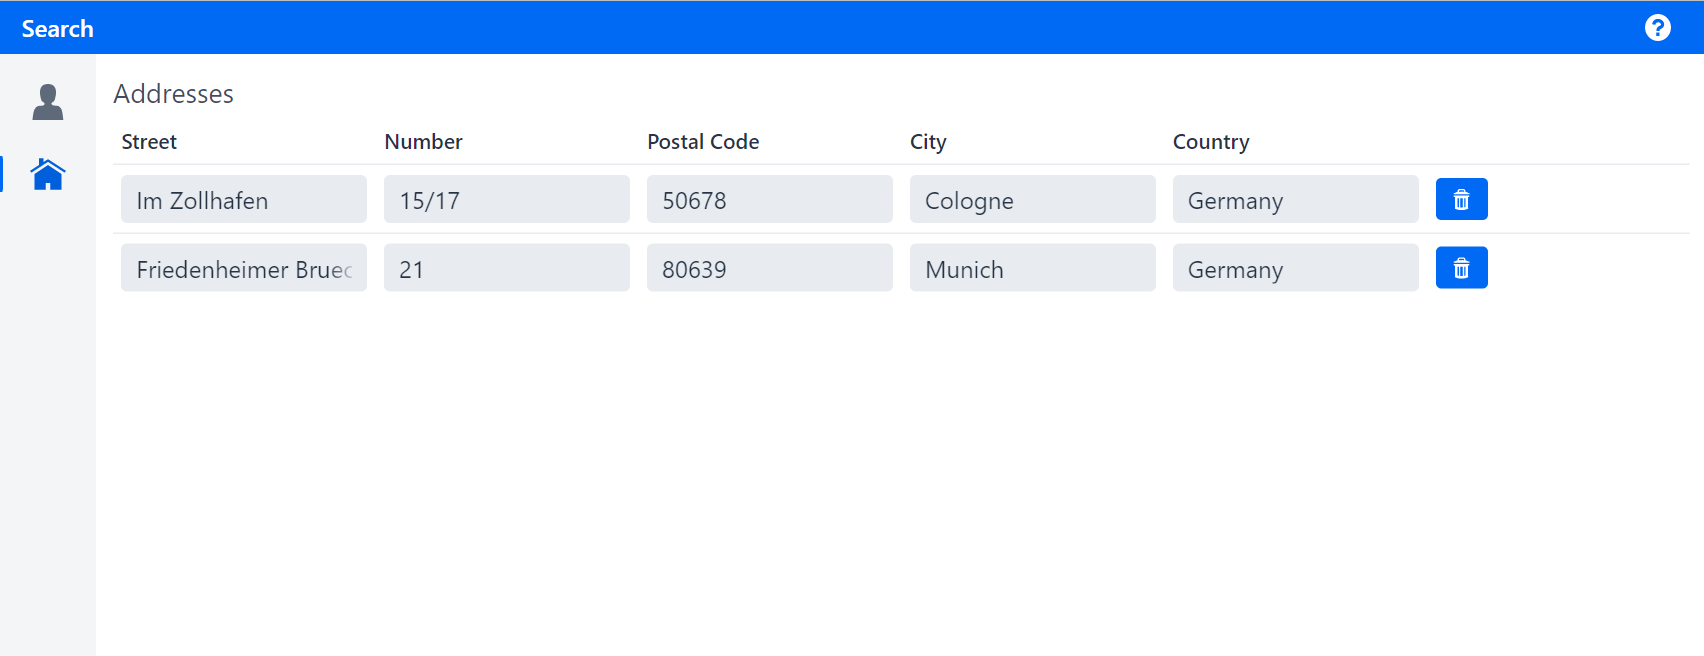 Search
Addresses
Street Number Postal Code City Country
Im Zollhafen 15/17 50678 Cologne Germany
Friedenheimer 21 80639 Munich Germany